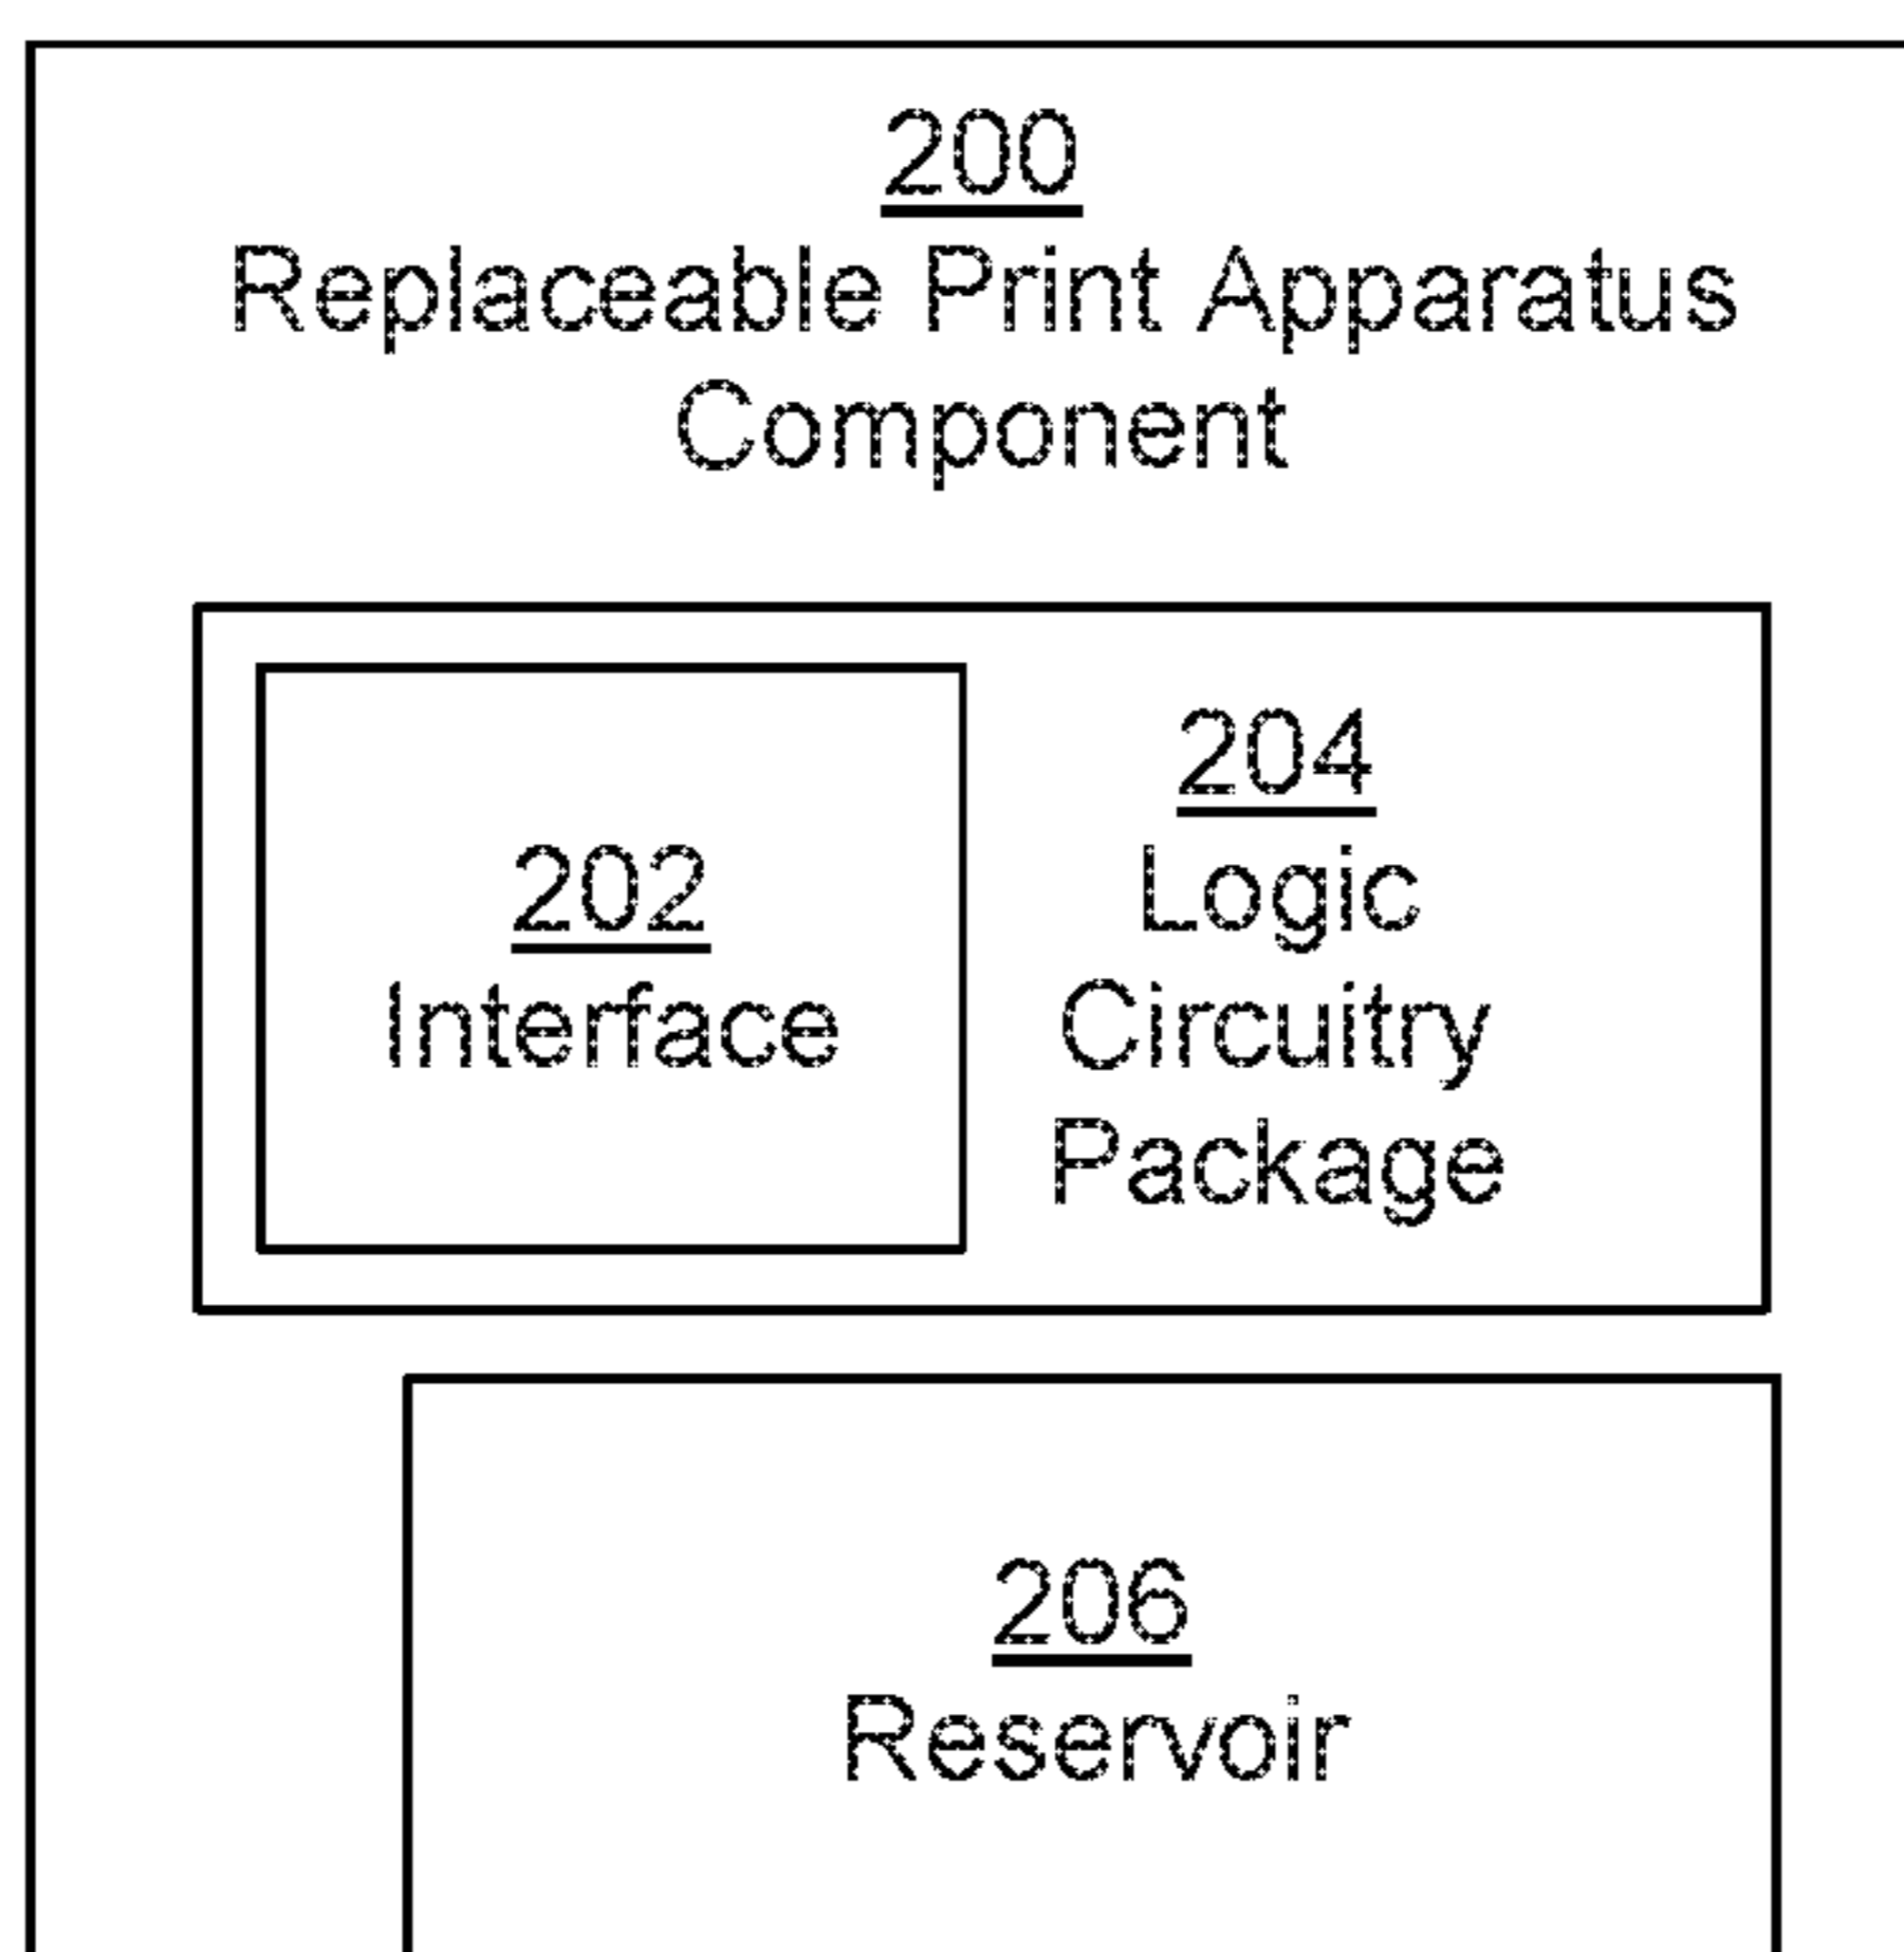 200
Replaceable Print Apparatus
Component
202
Interface
204
Logic
Circuitry
Package
206
Reservoir